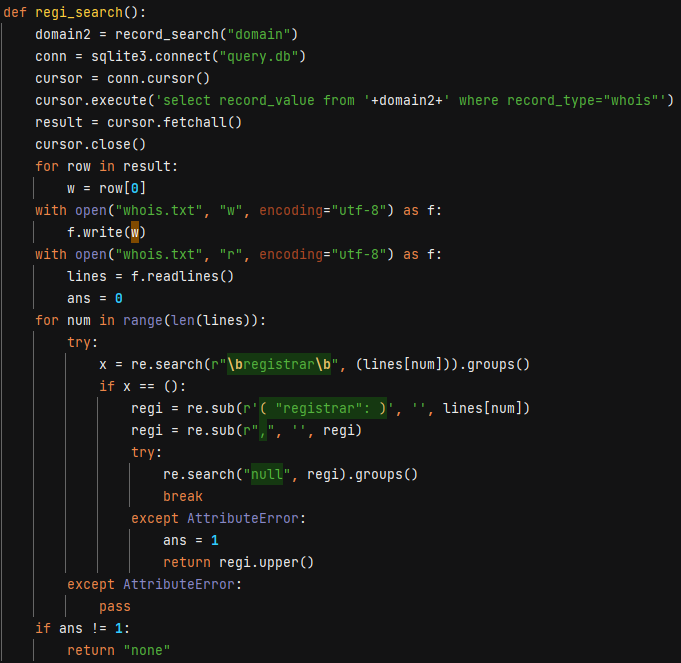 def regi_search():
    domain2 = record_search("domain")
    conn = sqlite3.connect("query.db")
    cursor = conn.cursor()
    cursor.execute('select record_value from '+domain2+' where record_type="whois"')
    result = cursor.fetchall()
    cursor.close()
    for row in result:
        w = row[0]
    with open("whois.txt", "w", encoding="utf-8") as f:
        f.write(w)
    with open("whois.txt", "r", encoding="utf-8") as f:
        lines = f.readlines()
        ans = 0
    for num in range(len(lines)):
        try:
            x = re.search(r"\bregistrar\b", (lines[num])).groups()
            if x == ():
                regi = re.sub(r'( "registrar": )', '', lines[num])
                regi = re.sub(r",", '', regi)
                try:
                    re.search("null", regi).groups()
                    break
                except AttributeError:
                    ans = 1
                    return regi.upper()
        except AttributeError:
            pass
    if ans != 1:
        return "none"